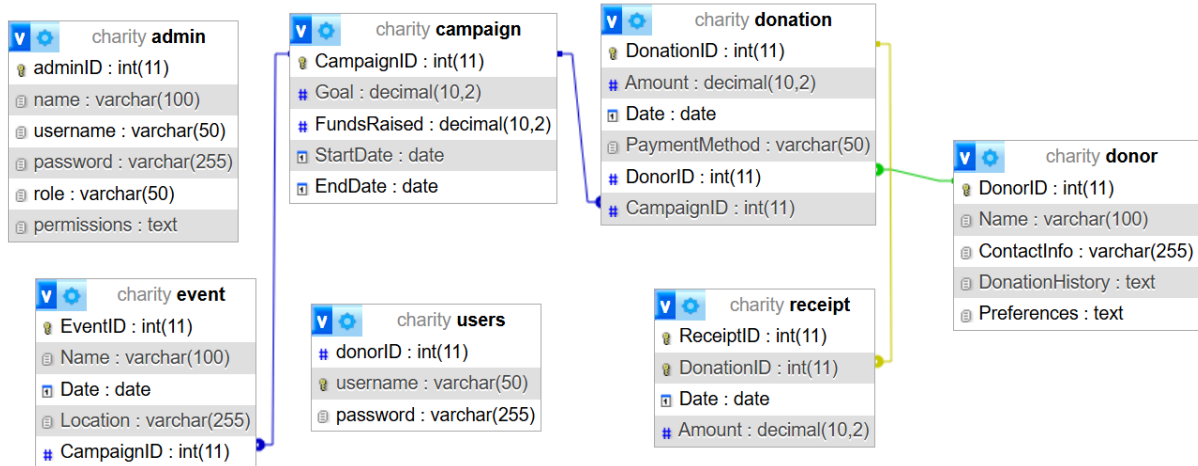 charity admin
adminID : int(11)
name : varchar(100)
username : varchar(50)
password : varchar(255)
role : varchar(50)
permissions : text
charity campaign
CampaignID : int(11)
Goal : decimal(10,2)
FundsRaised : decimal(10,2)
StartDate : date
EndDate : date
charity donation
DonationID : int(11)
Amount : decimal(10,2)
Date : date
PaymentMethod : varchar(50)
DonorID : int(11)
CampaignID : int(11)
charity donor
DonorID : int(11)
Name : varchar(100)
ContactInfo : varchar(255)
DonationHistory : text
Preferences : text
charity event
EventID : int(11)
Name : varchar(100)
Date : date
Location : varchar(255)
CampaignID : int(11)
charity users
donorID : int(11)
username : varchar(50)
password : varchar(255)
charity receipt
ReceiptID : int(11)
DonationID : int(11)
Date : date
Amount : decimal(10,2)